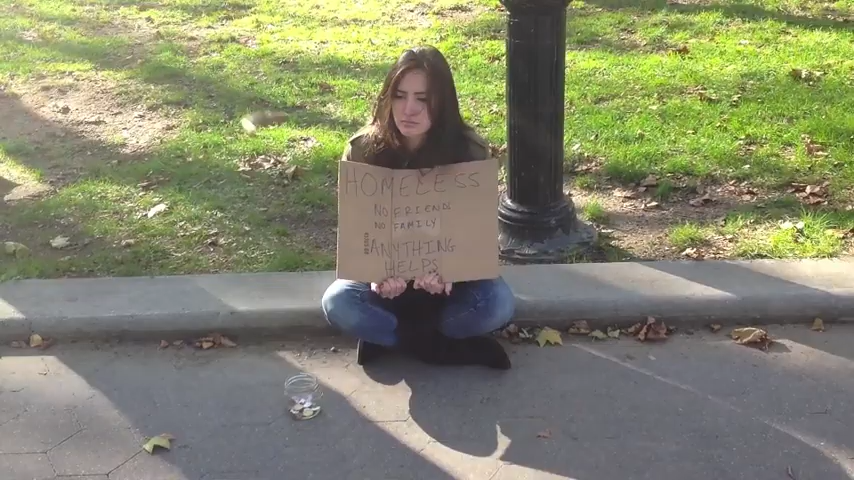 HOMELESS
NO FRIENDS
NO FAMILY
ANYTHING
HELPS